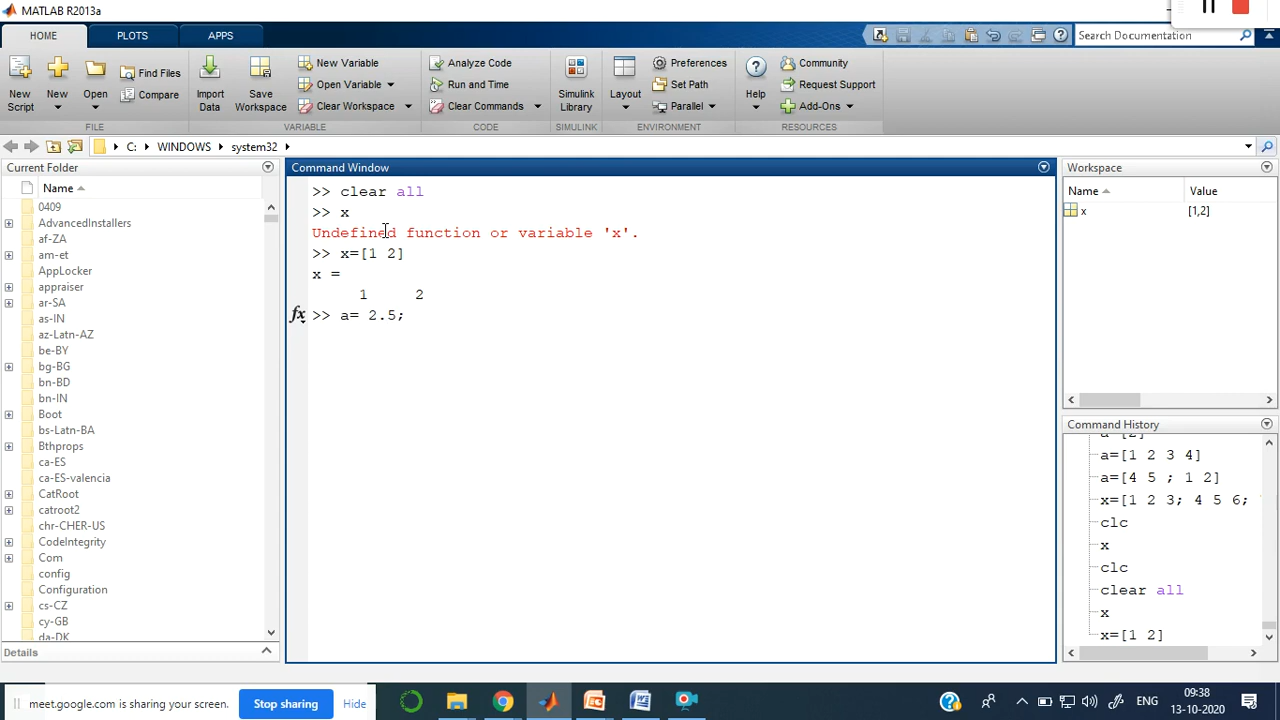 MATLAB R2013a
HOME PLOTS APPS
Search Documentation
New Script
New
Open
Find Files
Compare
Import Data
Save Workspace
New Variable
Open Variable
Clear Workspace
Analyze Code
Run and Time
Clear Commands
Simulink Library
Layout
Preferences
Set Path
Parallel
Help
Community
Request Support
Add-Ons
FILE VARIABLE CODE SIMULINK ENVIRONMENT RESOURCES
C: WINDOWS system32
Current Folder
Name
0409
AdvancedInstallers
af-ZA
am-et
AppLocker
appraiser
ar-SA
as-IN
az-Latn-AZ
be-BY
bg-BG
bn-BD
bn-IN
Boot
bs-Latn-BA
Bthprops
ca-ES
ca-ES-valencia
CatRoot
catroot2
chr-CHER-US
CodeIntegrity
Com
config
Configuration
cs-CZ
cy-GB
da-DK
Details
Command Window
>> clear all
>> x
Undefined function or variable 'x'.
>> x=[1 2]
x =
1 2
fx >> a= 2.5;
Workspace
Name Value
x [1,2]
Command History
a=[2]
a=[1 2 3 4]
a=[4 5 ; 1 2]
x=[1 2 3; 4 5 6;
clc
x
clc
clear all
x
x=[1 2]
meet.google.com is sharing your screen.
Stop sharing
Hide
ENG
09:38
13-10-2020